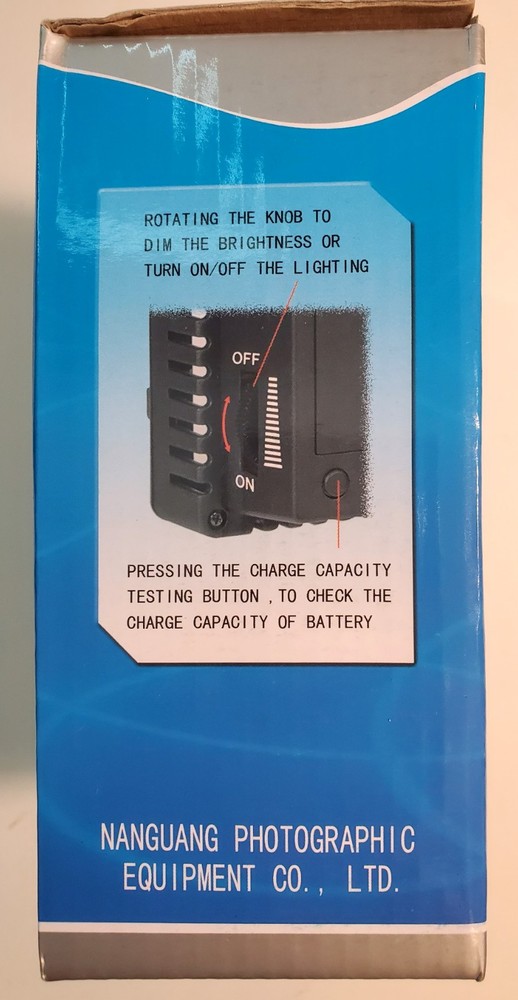 ROTATING THE KNOB TO
DIM THE BRIGHTNESS OR
TURN ON/OFF THE LIGHTING
OFF
ON
PRESSING THE CHARGE CAPACITY
TESTING BUTTON ,TO CHECK THE
CHARGE CAPACITY OF BATTERY
NANGUANG PHOTOGRAPHIC
EQUIPMENT CO., LTD.